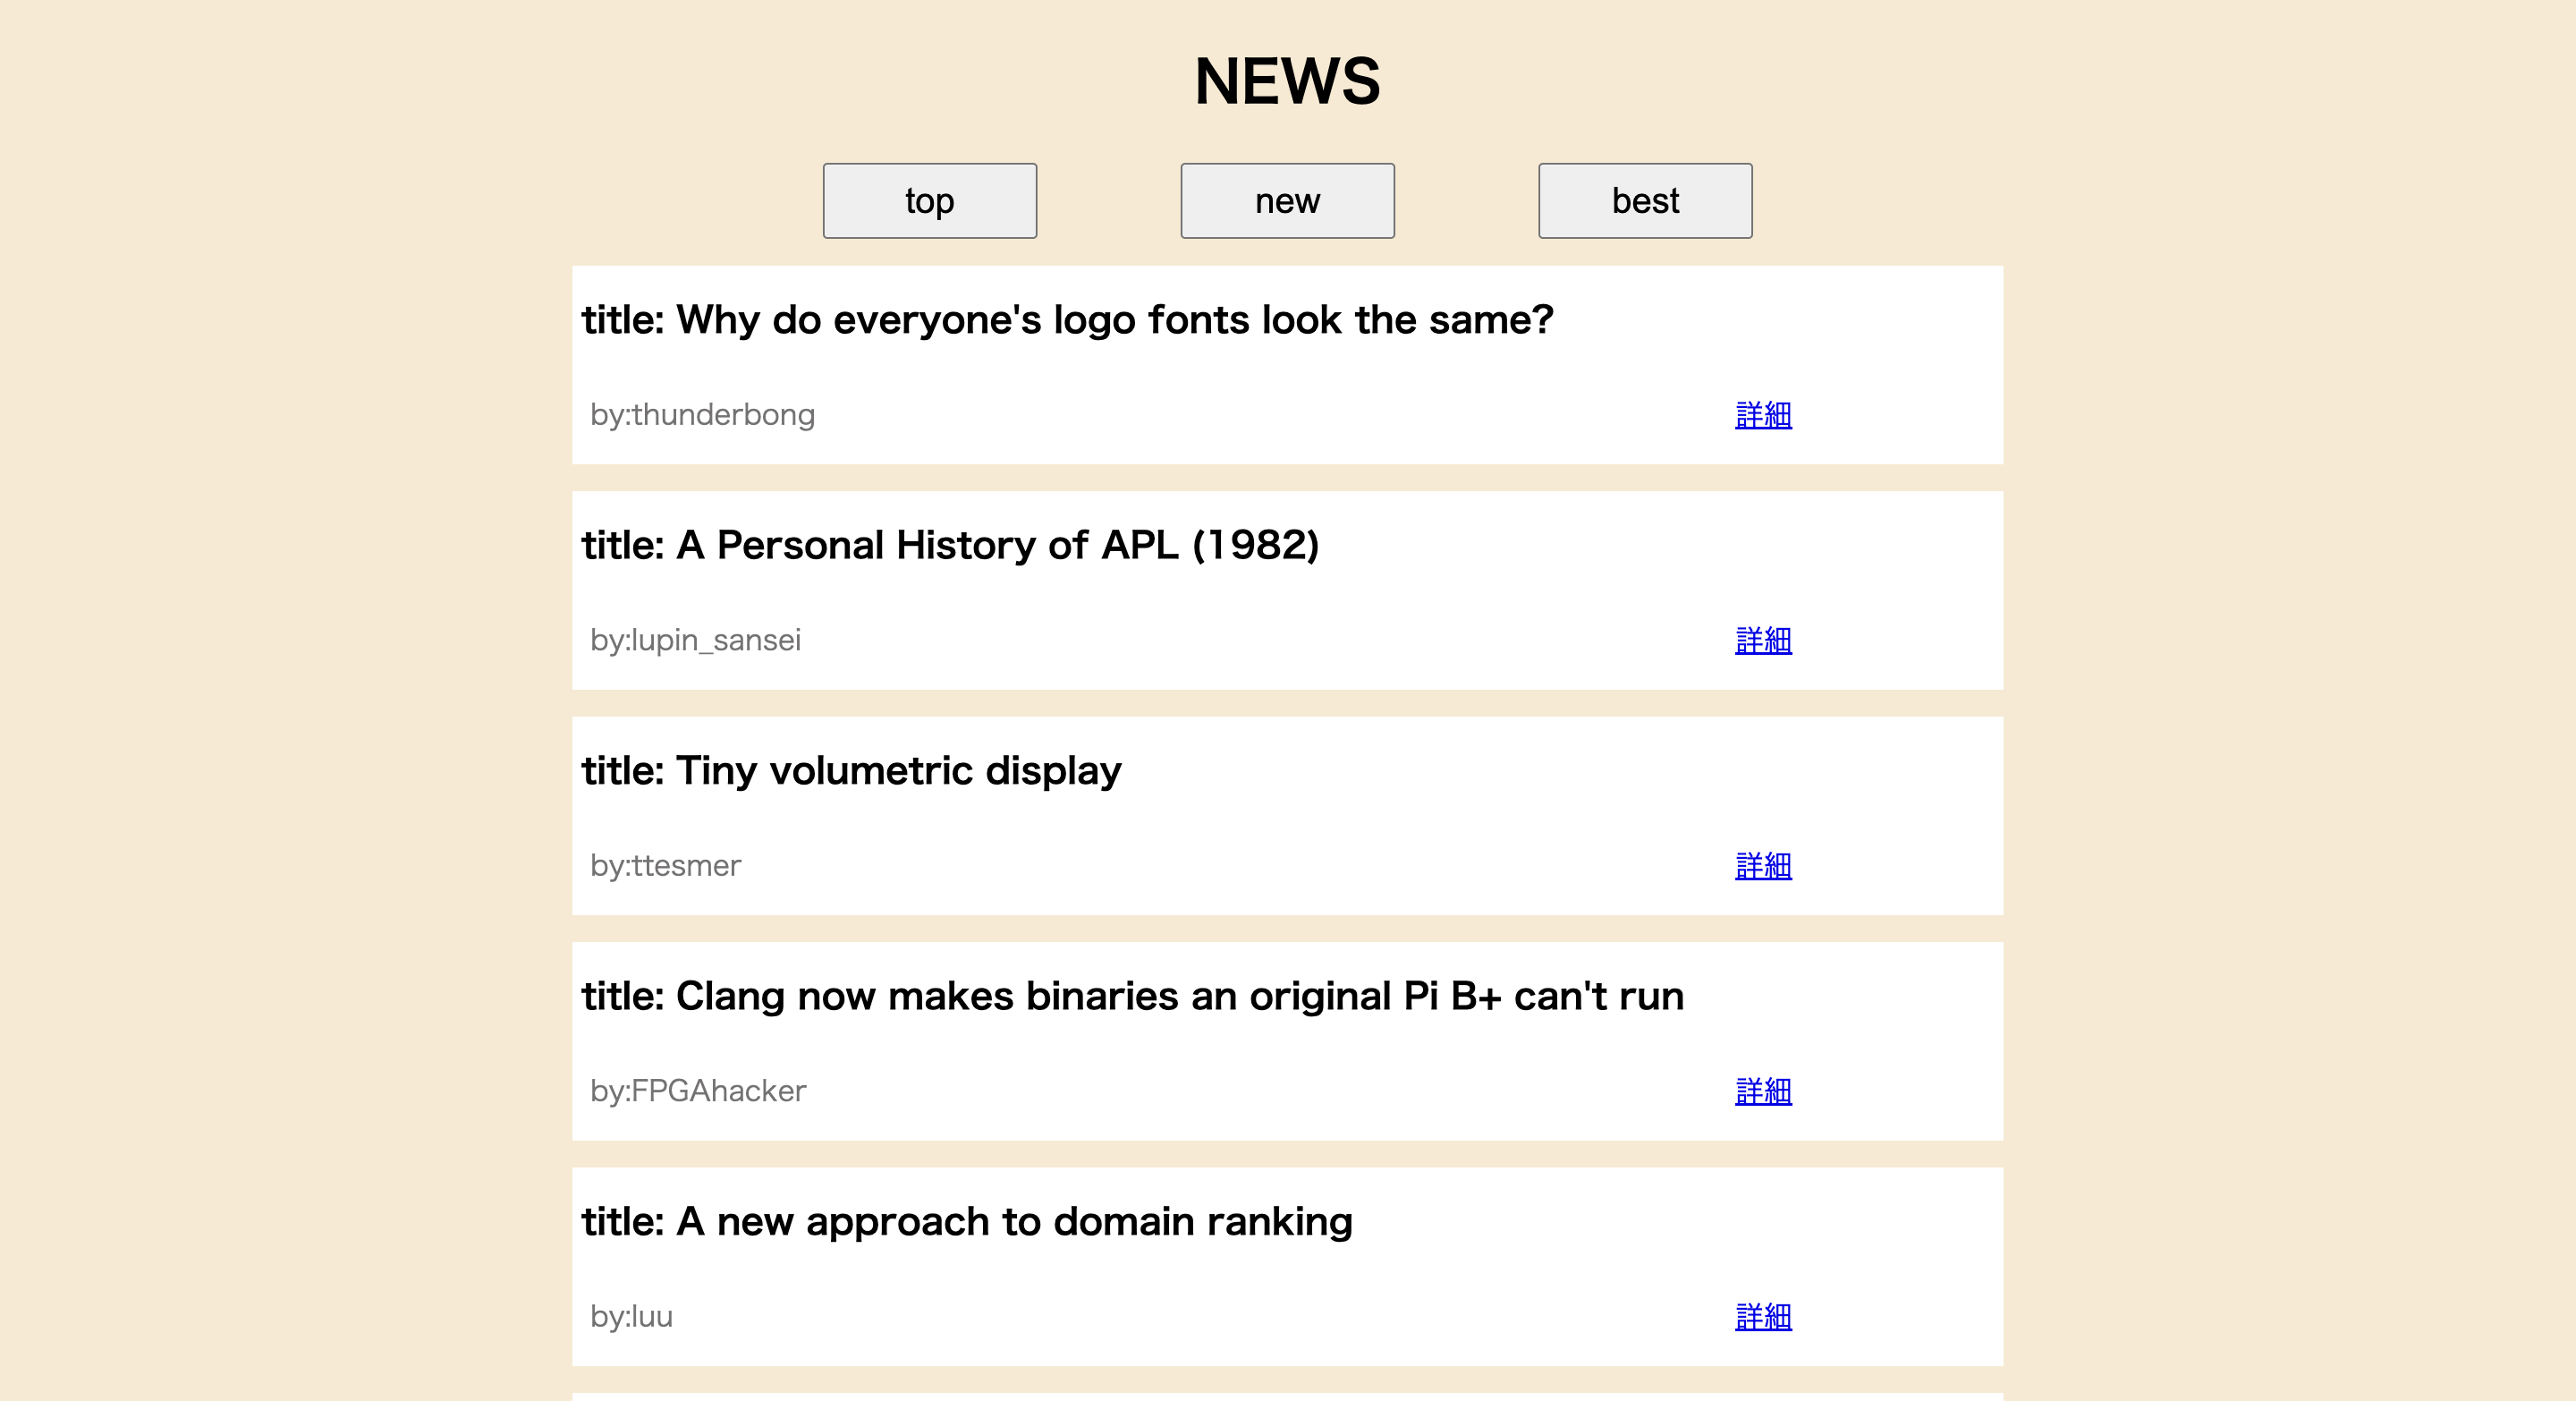 NEWS
top new best
title: Why do everyone's logo fonts look the same?
by:thunderbong 詳細
title: A Personal History of APL (1982)
by:lupin_sansei 詳細
title: Tiny volumetric display
by:ttesmer 詳細
title: Clang now makes binaries an original Pi B+ can't run
by:FPGAhacker 詳細
title: A new approach to domain ranking
by:luu 詳細